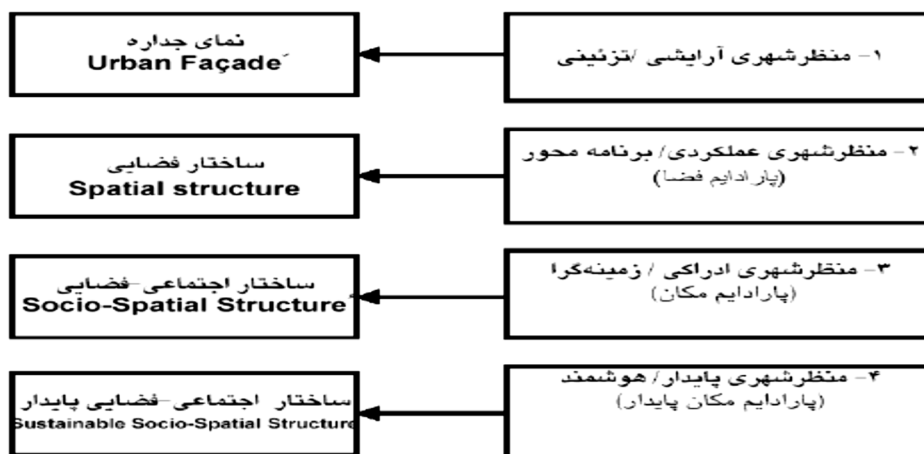 ۱- منظرشهری آرایشی /تزئینی
نمای جداره
Urban Façade´
۲- منظرشهری عملکردی/ برنامه محور
(پارادایم فضا)
ساختار فضایی
Spatial structure
۳- منظرشهری ادراکی / زمینه‌گرا
(پارادایم مکان)
ساختار اجتماعی-فضایی
Socio-Spatial Structure
۴- منظرشهری پایدار/ هوشمند
(پارادایم مکان پایدار)
ساختار اجتماعی-فضایی پایدار
Sustainable Socio-Spatial Structure